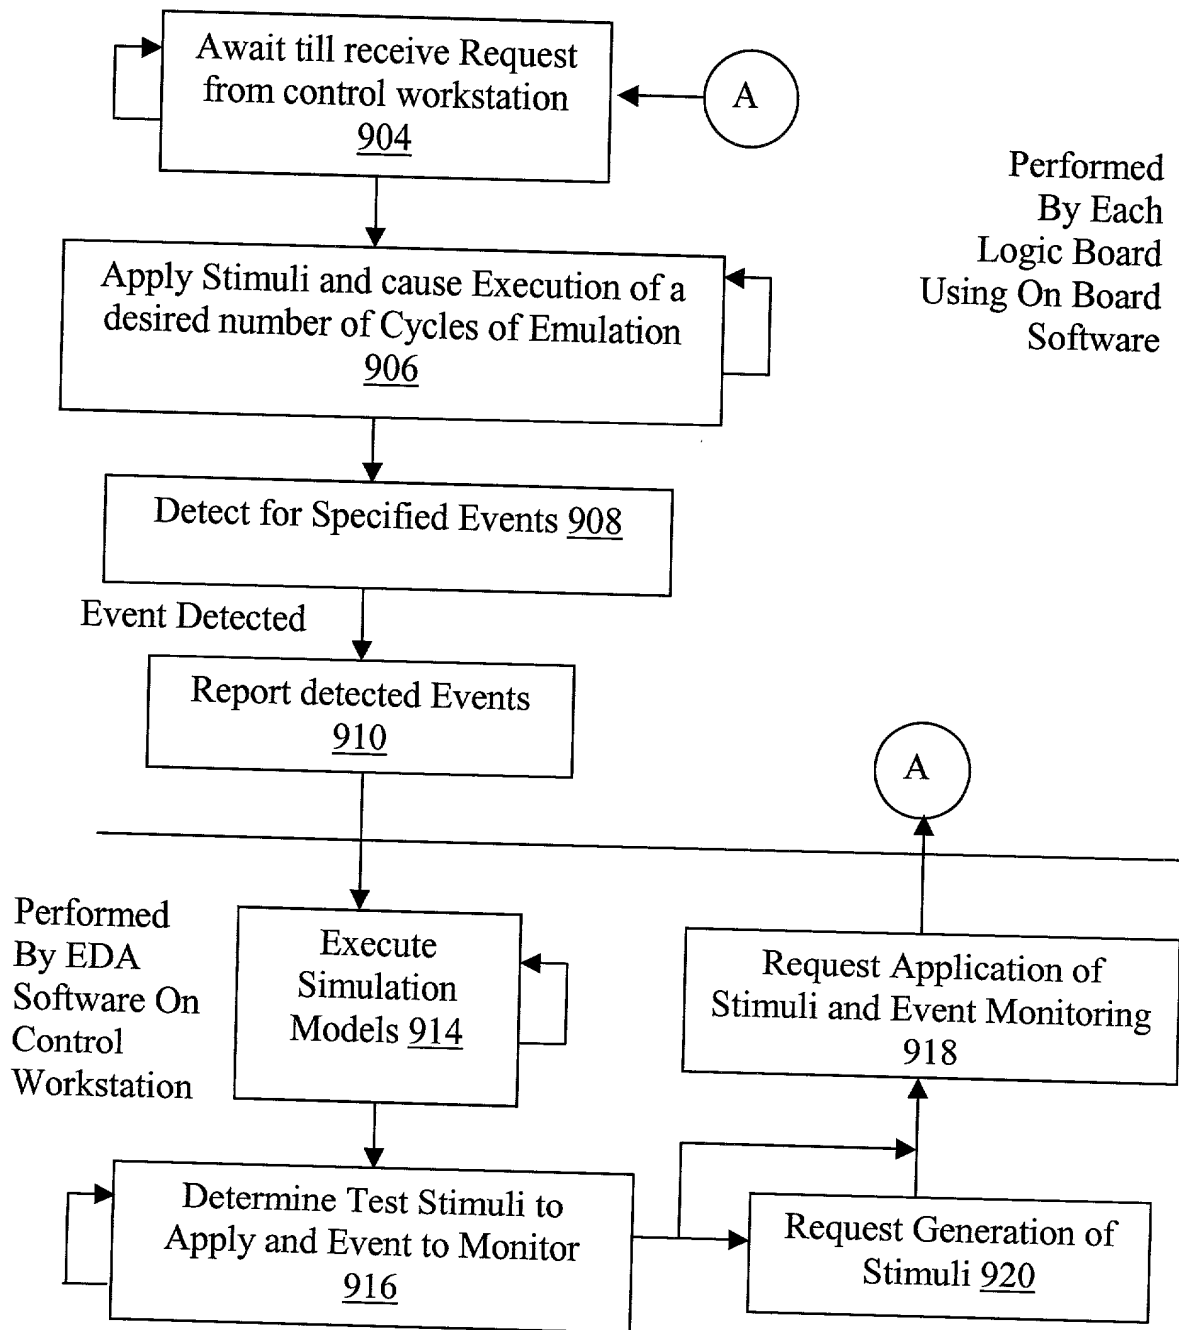 Await till receive Request
from control workstation
904
A
Performed
By Each
Logic Board
Using On Board
Software
Apply Stimuli and cause Execution of a
desired number of Cycles of Emulation
906
Detect for Specified Events 908
Event Detected
Report detected Events
910
A
Performed
By EDA
Software On
Control
Workstation
Execute
Simulation
Models 914
Request Application of
Stimuli and Event Monitoring
918
Determine Test Stimuli to
Apply and Event to Monitor
916
Request Generation of
Stimuli 920